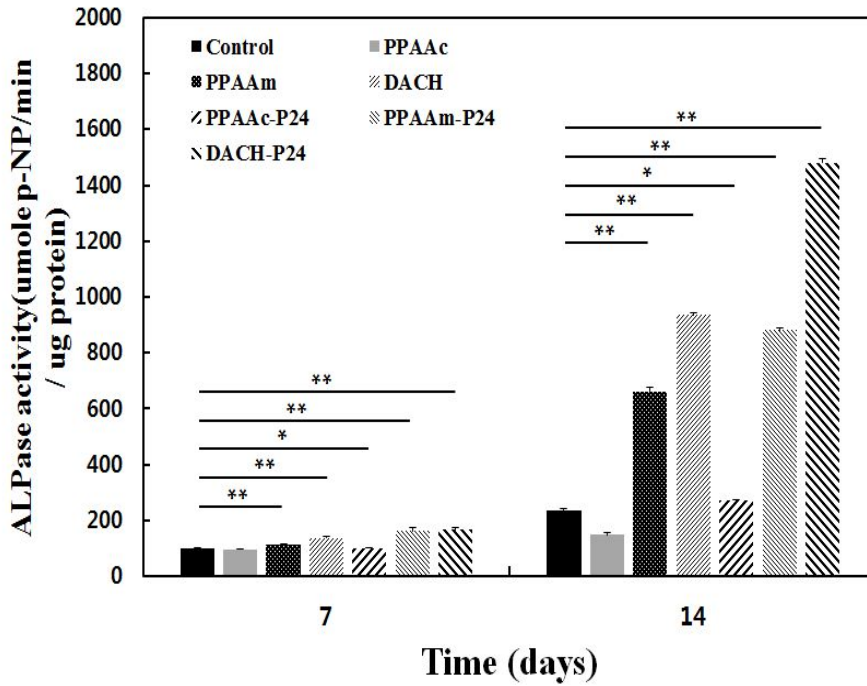 ALPase activity(umolep-NP/min
/ ug protein)
2000
1800
1600
1400
1200
1000
800
600
400
200
0
Control
PPAAc
PPAAm
DACH
PPAAc-P24
PPAAm-P24
DACH-P24
**
**
*
**
**
**
**
*
**
**
7
14
Time (days)